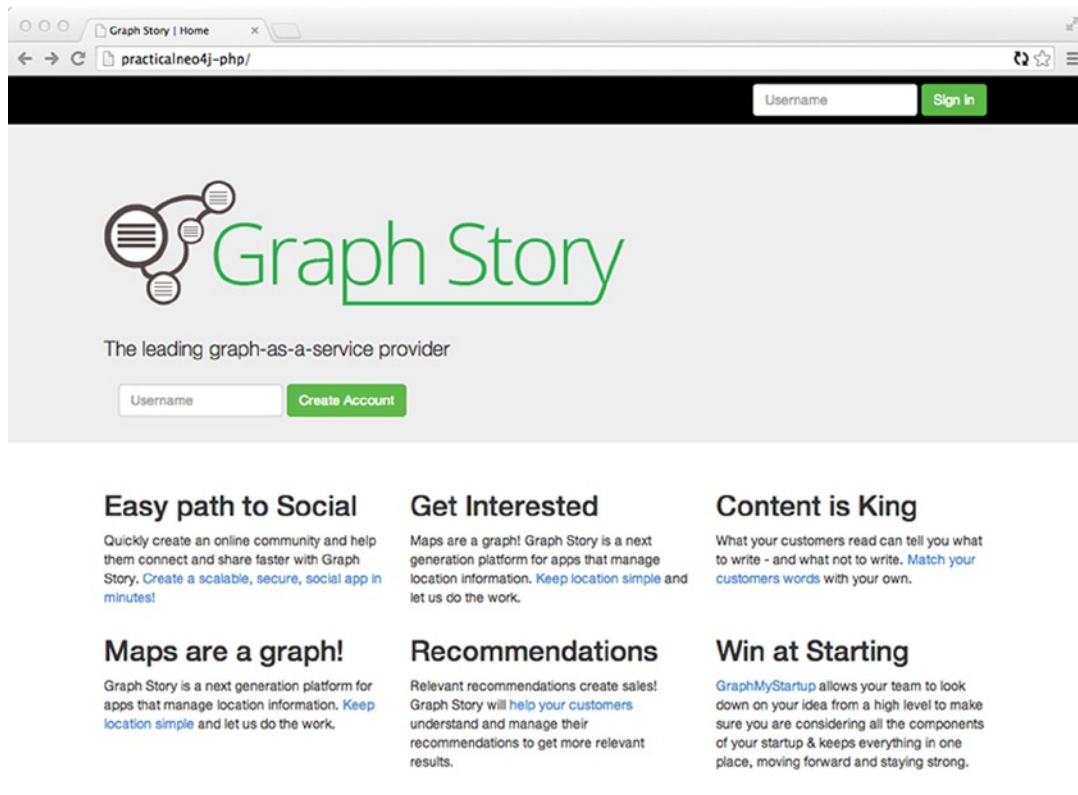 Graph Story | Home
practicalneo4j-php/
Username
Sign in
Graph Story
The leading graph-as-a-service provider
Username
Create Account
Easy path to Social
Quickly create an online community and help
them connect and share faster with Graph
Story. Create a scalable, secure, social app in
minutes!
Get Interested
Maps are a graph! Graph Story is a next
generation platform for apps that manage
location information. Keep location simple and
let us do the work.
Content is King
What your customers read can tell you what
to write - and what not to write. Match your
customers words with your own.
Maps are a graph!
Graph Story is a next generation platform for
apps that manage location information. Keep
location simple and let us do the work.
Recommendations
Relevant recommendations create sales!
Graph Story will help your customers
understand and manage their
recommendations to get more relevant
results.
Win at Starting
GraphMyStartup allows your team to look
down on your idea from a high level to make
sure you are considering all the components
of your startup & keeps everything in one
place, moving forward and staying strong.